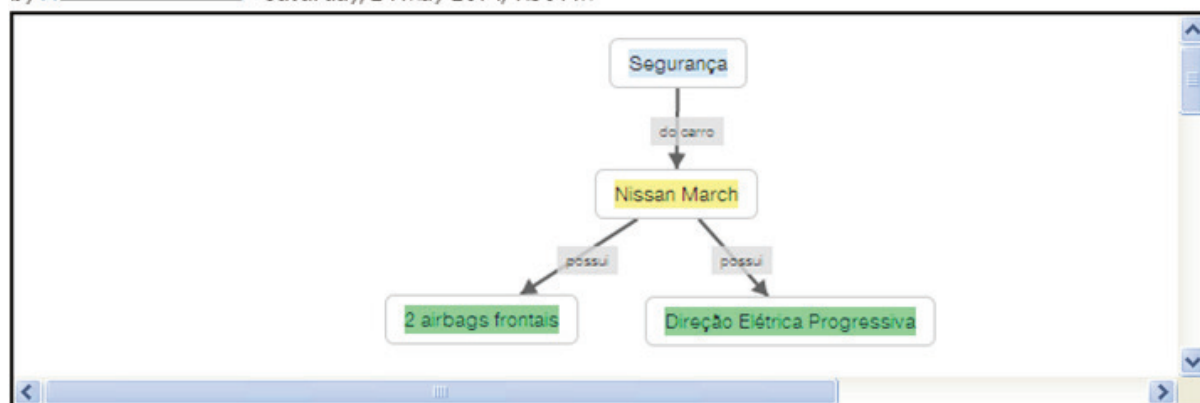 Segurança
do carro
Nissan March
possui possui
2 airbags frontais Direção Elétrica Progressiva